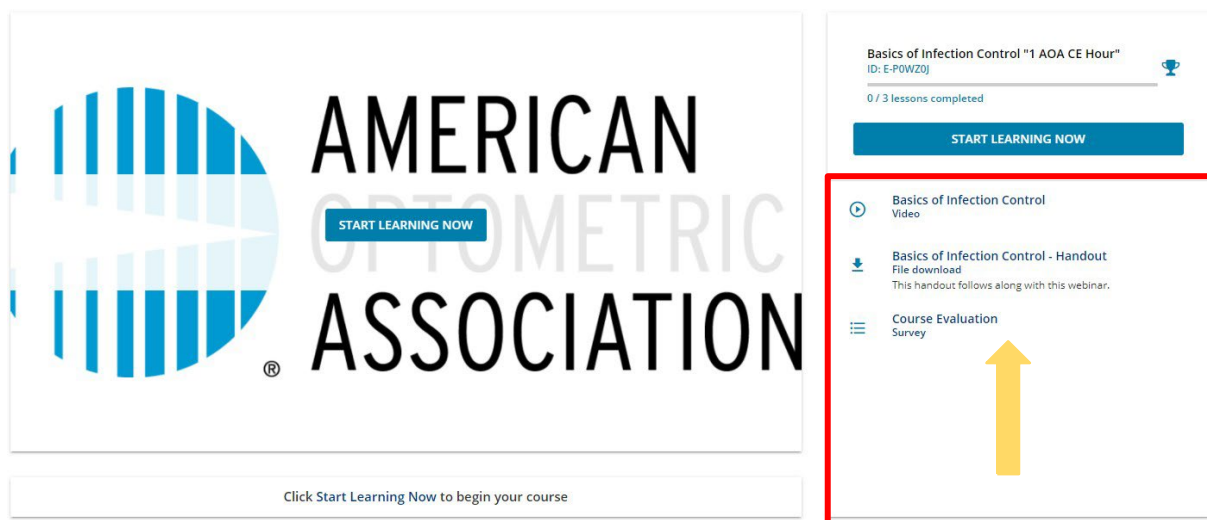 AMERICAN
OPTOMETRIC
START LEARNING NOW
ASSOCIATION
®
Click Start Learning Now to begin your course
Basics of Infection Control "1 AOA CE Hour"
ID: E-P0WZ0J
0 / 3 lessons completed
START LEARNING NOW
Basics of Infection Control
Video
Basics of Infection Control - Handout
File download
This handout follows along with this webinar.
Course Evaluation
Survey